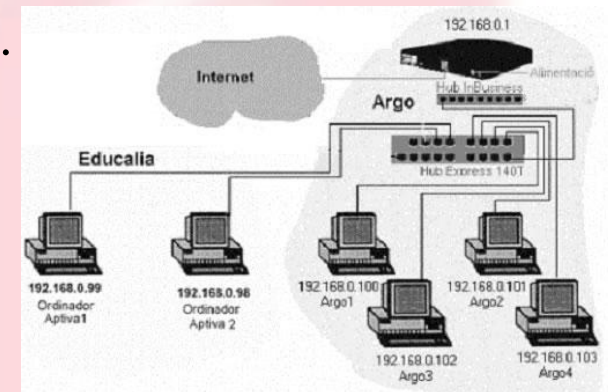 192.168.0.1
Internet
Alimentació
Hub InBusiness
Argo
Educalia
Hub Express 140T
192.168.0.99
Ordinador
Aptiva1
192.168.0.98
Ordinador
Aptiva 2
192.168.0.100
Argo1
192.168.0.101
Argo2
192.168.0.102
Argo3
192.168.0.103
Argo4